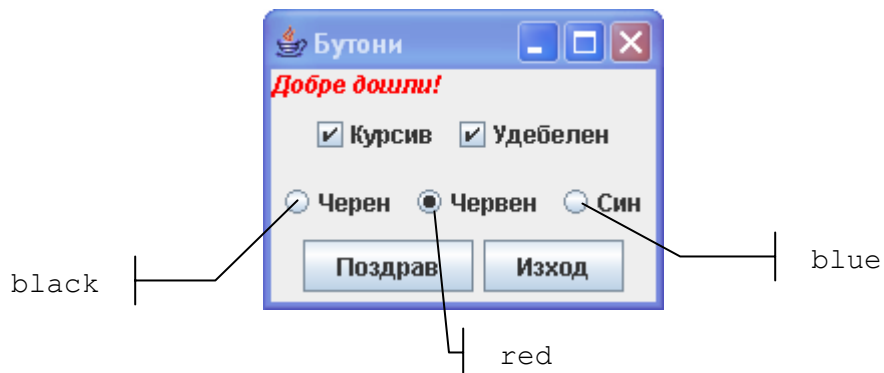 Бутони
Добре дошли!
Курсив Удебелен
Черен Червен Син
Поздрав Изход
black
blue
red